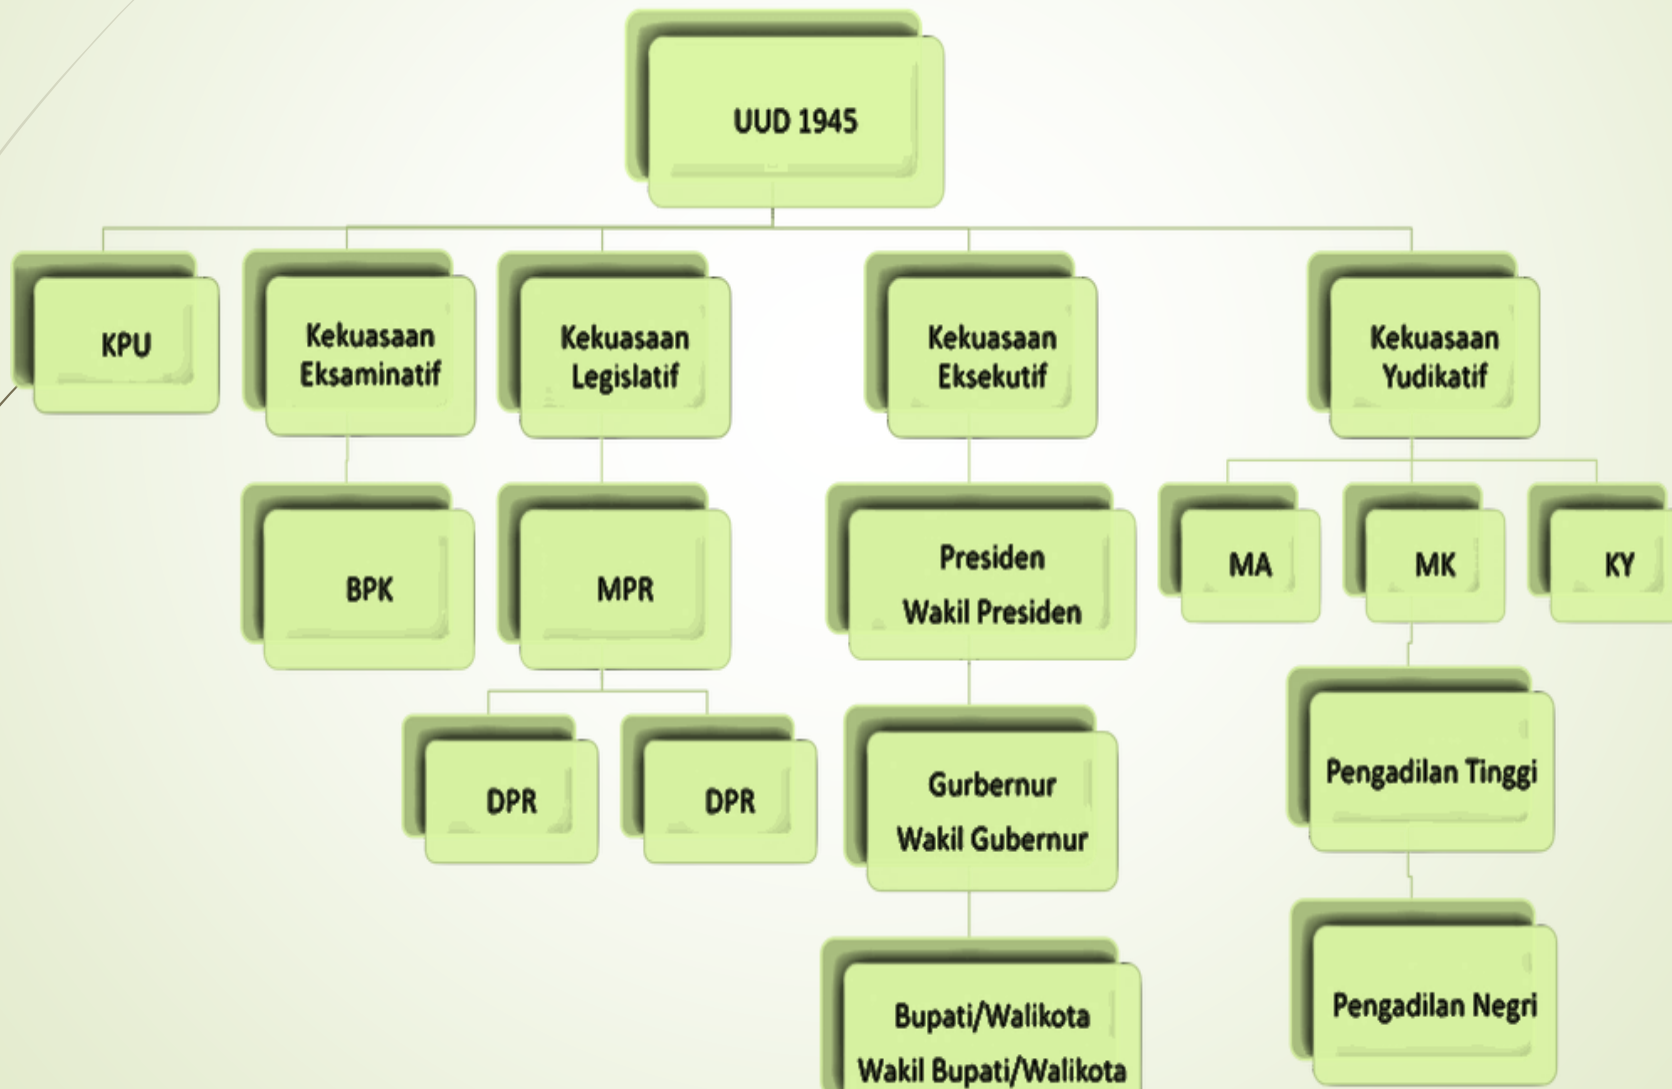 UUD 1945
KPU
Kekuasaan
Eksaminatif
Kekuasaan
Legislatif
Kekuasaan
Eksekutif
Kekuasaan
Yudikatif
BPK
MPR
Presiden
Wakil Presiden
MA
MK
KY
DPR
DPR
Gurbernur
Wakil Gubernur
Pengadilan Tinggi
Bupati/Walikota
Wakil Bupati/Walikota
Pengadilan Negri